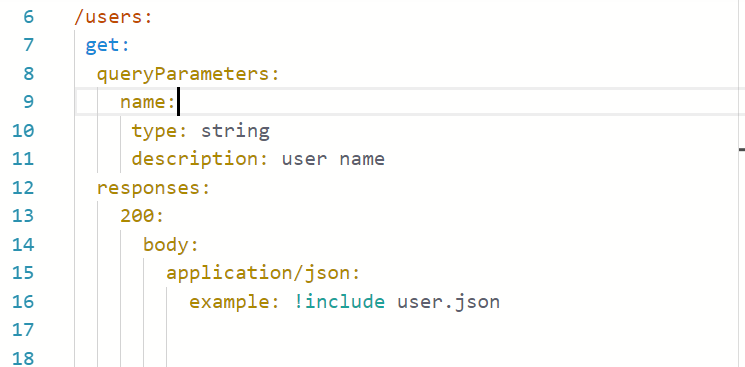 6 /users:
7 get:
8 queryParameters:
9 name:
10 type: string
11 description: user name
12 responses:
13 200:
14 body:
15 application/json:
16 example: !include user.json
17
18